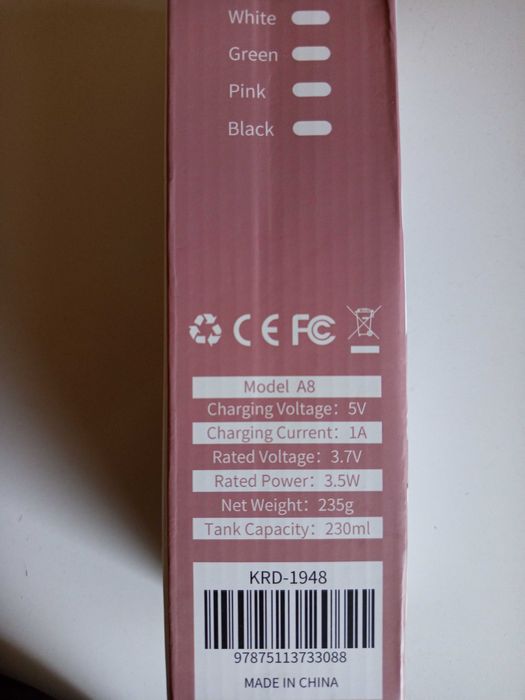 White
Green
Pink
Black
CE FC
Model A8
Charging Voltage: 5V
Charging Current: 1A
Rated Voltage: 3.7V
Rated Power: 3.5W
Net Weight: 235g
Tank Capacity: 230ml
KRD-1948
97875113733088
MADE IN CHINA